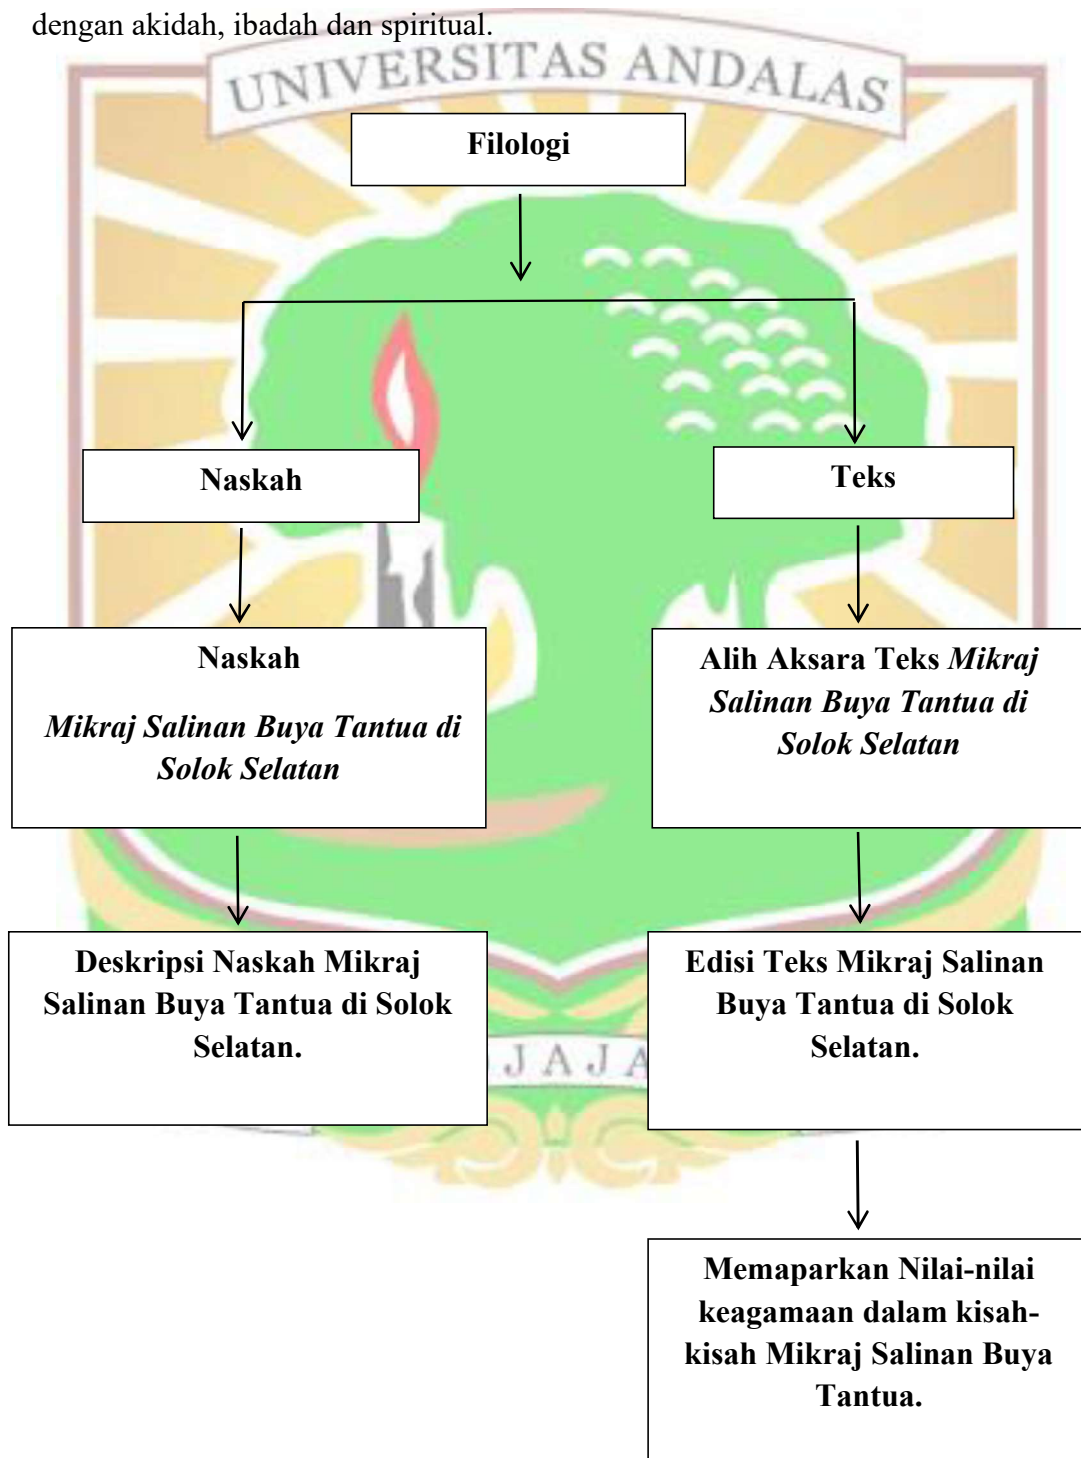 dengan akidah, ibadah dan spiritual.
UNIVERSITAS ANDALAS
Filologi
Naskah
Teks
Naskah
Mikraj Salinan Buya Tantua di
Solok Selatan
Alih Aksara Teks Mikraj
Salinan Buya Tantua di
Solok Selatan
Deskripsi Naskah Mikraj
Salinan Buya Tantua di Solok
Selatan.
Edisi Teks Mikraj Salinan
Buya Tantua di Solok
Selatan.
J A J A
Memaparkan Nilai-nilai
keagamaan dalam kisah-
kisah Mikraj Salinan Buya
Tantua.